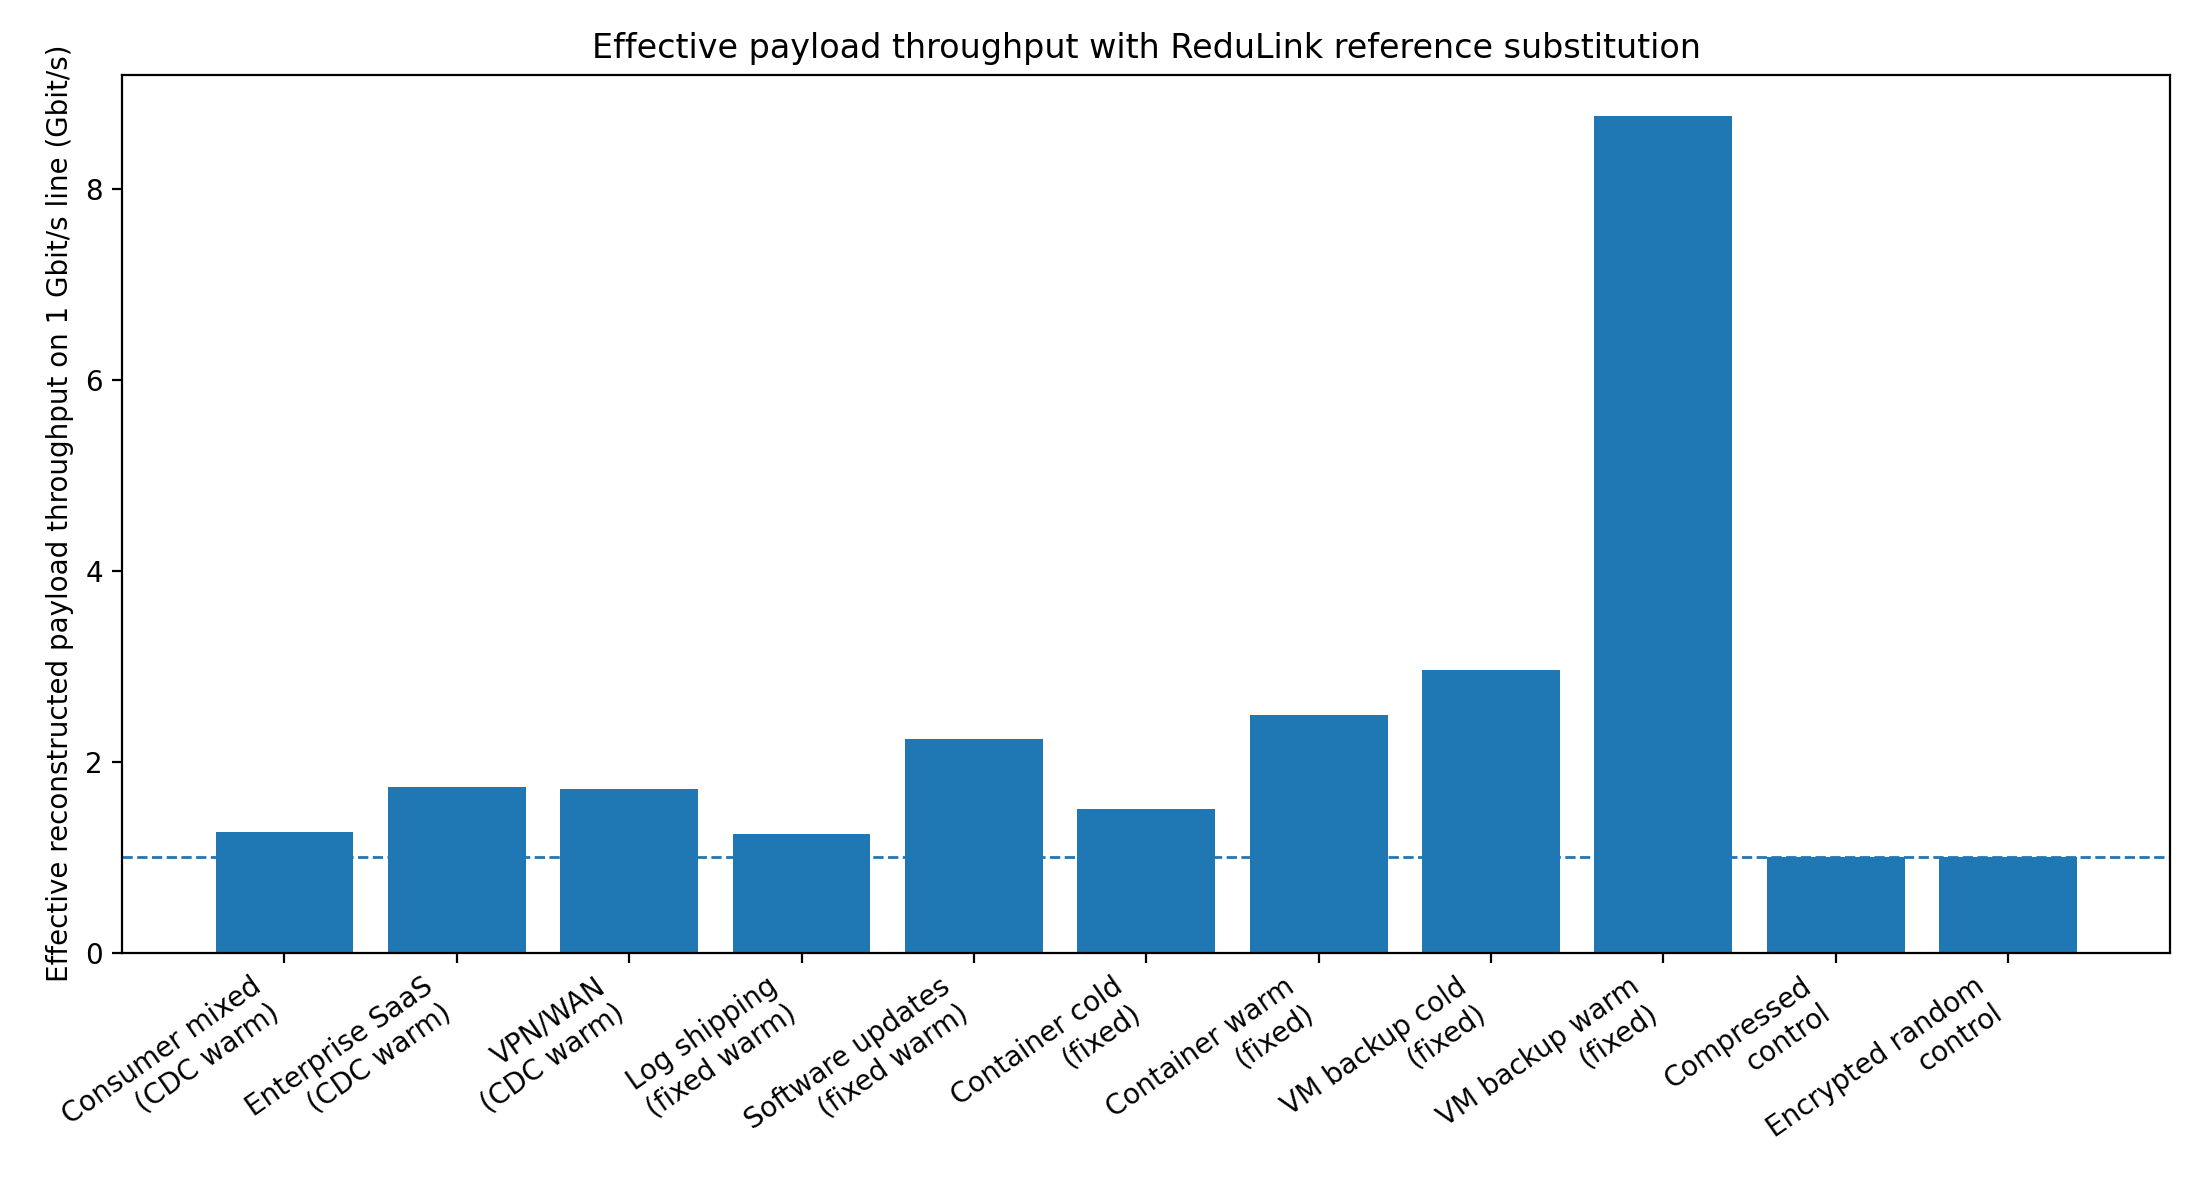 Effective payload throughput with ReduLink reference substitution
Effective reconstructed payload throughput on 1 Gbit/s line (Gbit/s)
8
6
4
2
0
Consumer mixed
(CDC warm)
Enterprise SaaS
(CDC warm)
VPN/WAN
(CDC warm)
Log shipping
(fixed warm)
Software updates
(fixed warm)
Container cold
(fixed)
Container warm
(fixed)
VM backup cold
(fixed)
VM backup warm
(fixed)
Compressed
control
Encrypted random
control